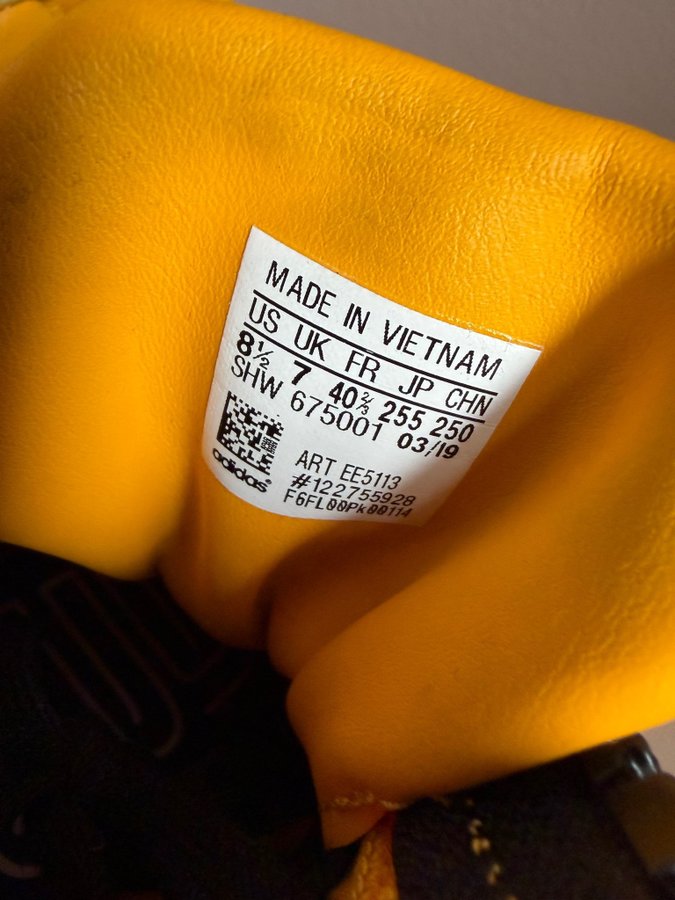 MADE IN VIETNAM
US UK FR JP CHN
8½ 7 40⅔ 255 250
SHW 675001 03/19
ART EE5113
#122755928
F6FL00Pk00114
adidas